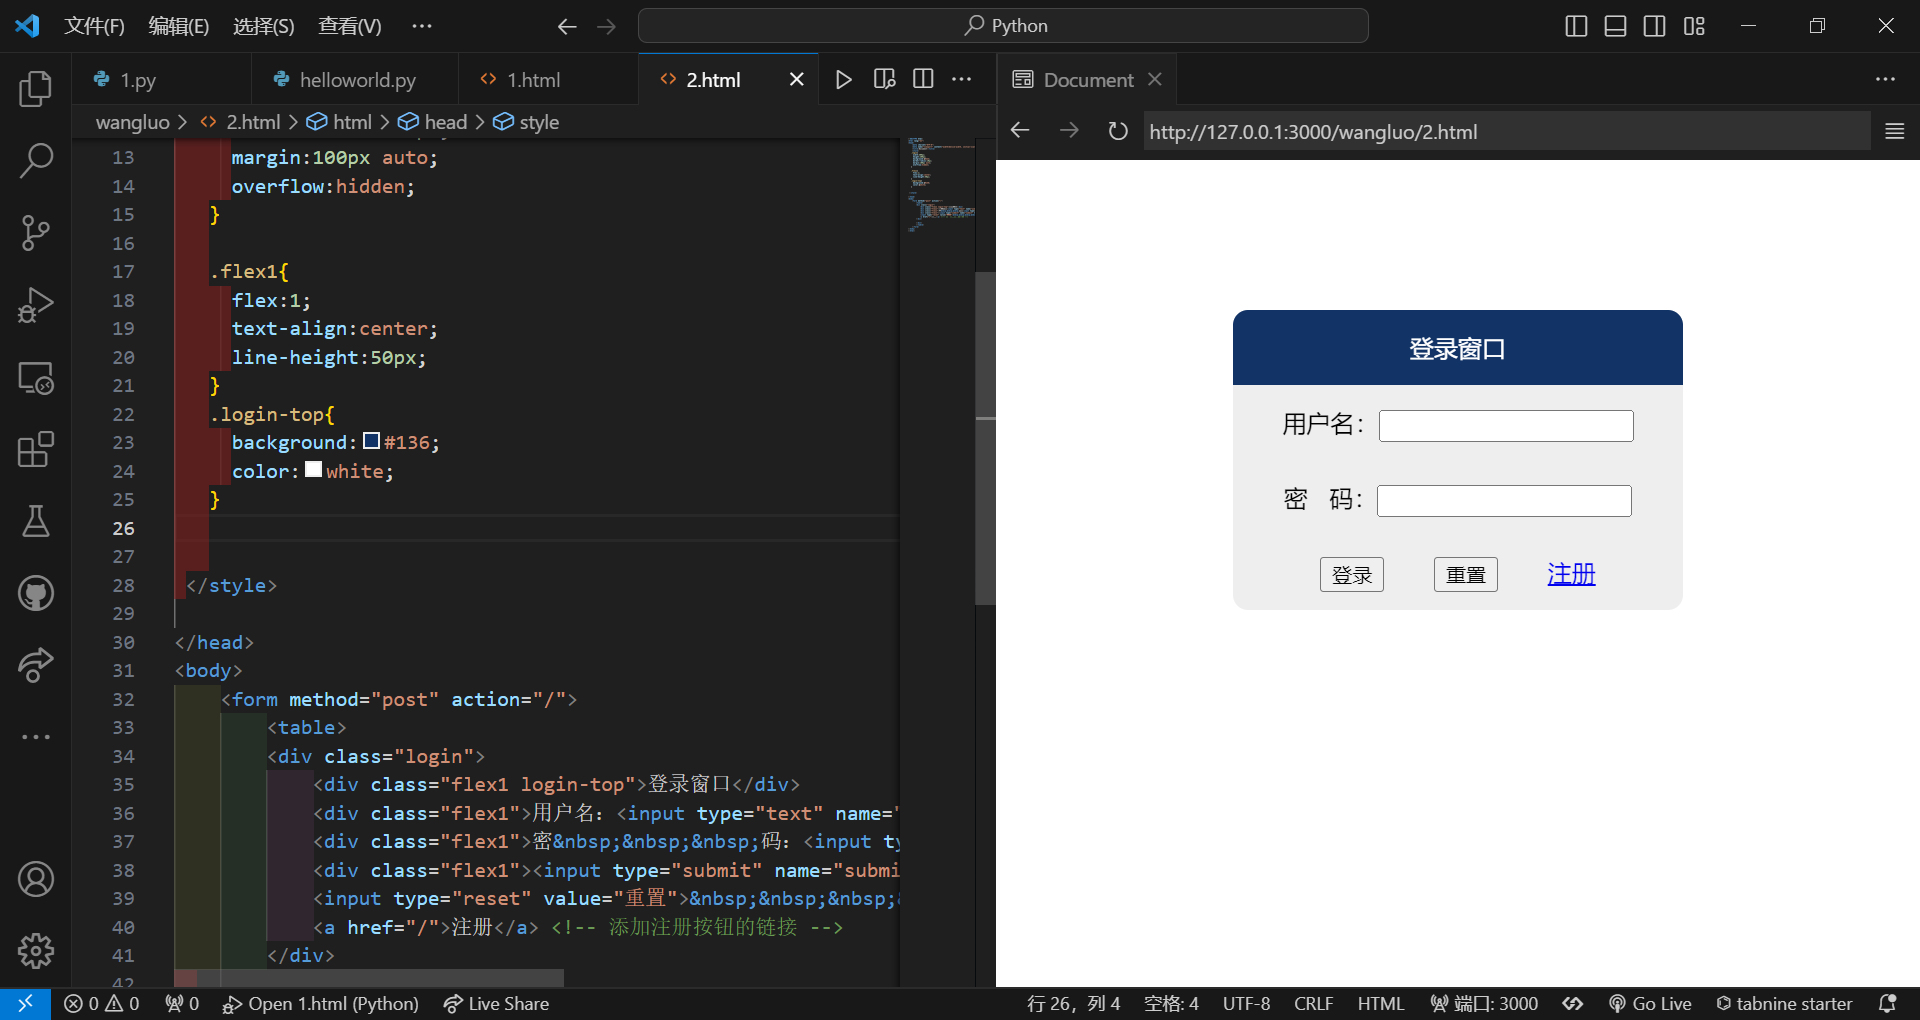 文件(F) 编辑(E) 选择(S) 查看(V) ··· Python
1.py helloworld.py 1.html 2.html
wangluo > 2.html > html > head > style
13 margin:100px auto;
14 overflow:hidden;
15 }
16
17 .flex1{
18 flex:1;
19 text-align:center;
20 line-height:50px;
21 }
22 .login-top{
23 background:#136;
24 color:white;
25 }
26
27
28 </style>
29
30 </head>
31 <body>
32 <form method="post" action="/">
33 <table>
34 <div class="login">
35 <div class="flex1 login-top">登录窗口</div>
36 <div class="flex1">用户名：<input type="text" name="
37 <div class="flex1">密&nbsp;&nbsp;&nbsp;码：<input ty
38 <div class="flex1"><input type="submit" name="submi
39 <input type="reset" value="重置">&nbsp;&nbsp;&nbsp;&
40 <a href="/">注册</a> <!-- 添加注册按钮的链接 -->
41 </div>
42
Document
http://127.0.0.1:3000/wangluo/2.html
登录窗口
用户名：
密 码：
登录 重置 注册
0 0 0 Open 1.html (Python) Live Share 行 26，列 4 空格: 4 UTF-8 CRLF HTML 端口: 3000 Go Live tabnine starter